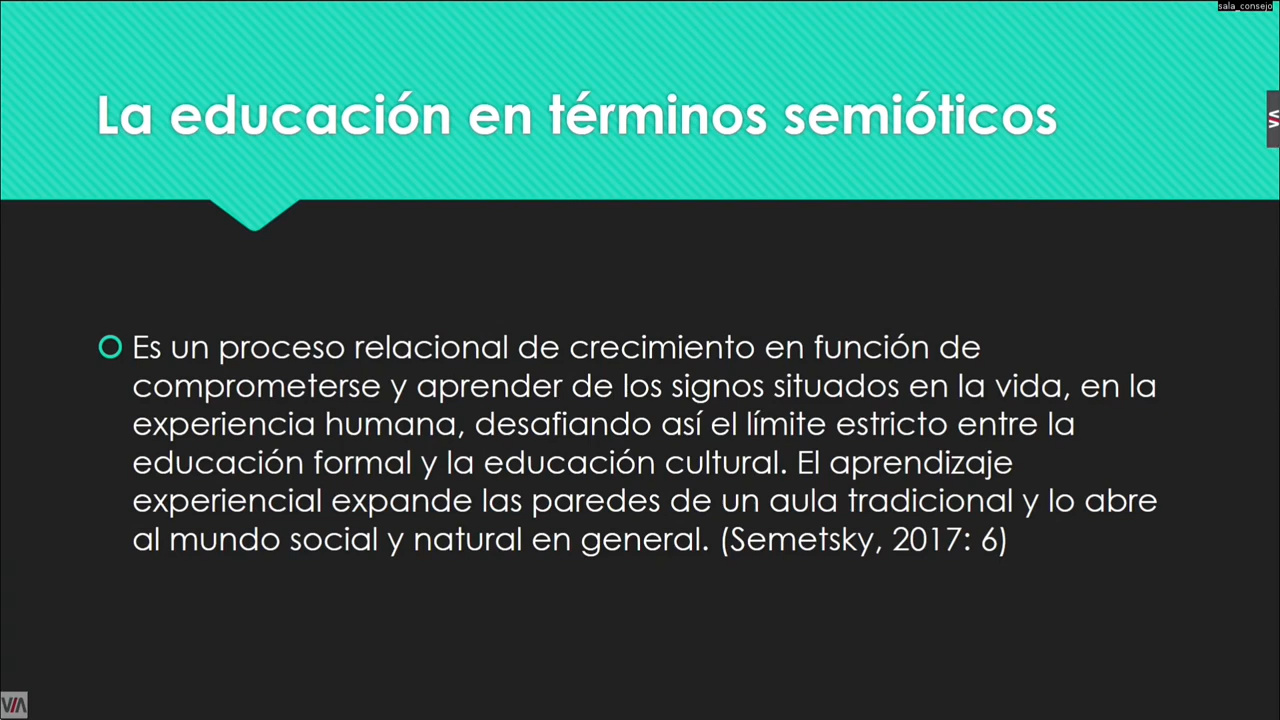 sala_consejo
La educación en términos semióticos
Es un proceso relacional de crecimiento en función de
comprometerse y aprender de los signos situados en la vida, en la
experiencia humana, desafiando así el límite estricto entre la
educación formal y la educación cultural. El aprendizaje
experiencial expande las paredes de un aula tradicional y lo abre
al mundo social y natural en general. (Semetsky, 2017: 6)
VIA